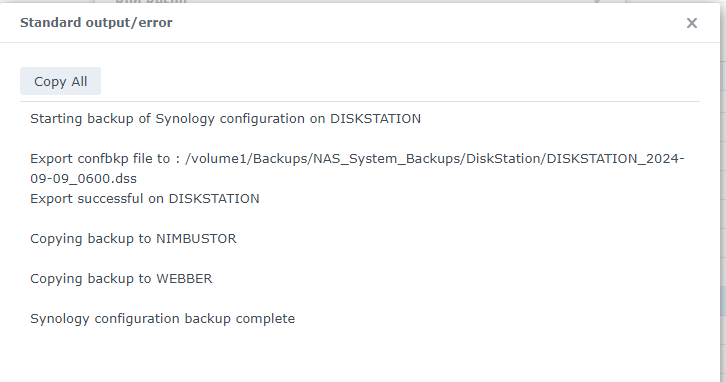 Standard output/error
Copy All
Starting backup of Synology configuration on DISKSTATION
Export confbkp file to : /volume1/Backups/NAS_System_Backups/DiskStation/DISKSTATION_2024-
09-09_0600.dss
Export successful on DISKSTATION
Copying backup to NIMBUSTOR
Copying backup to WEBBER
Synology configuration backup complete